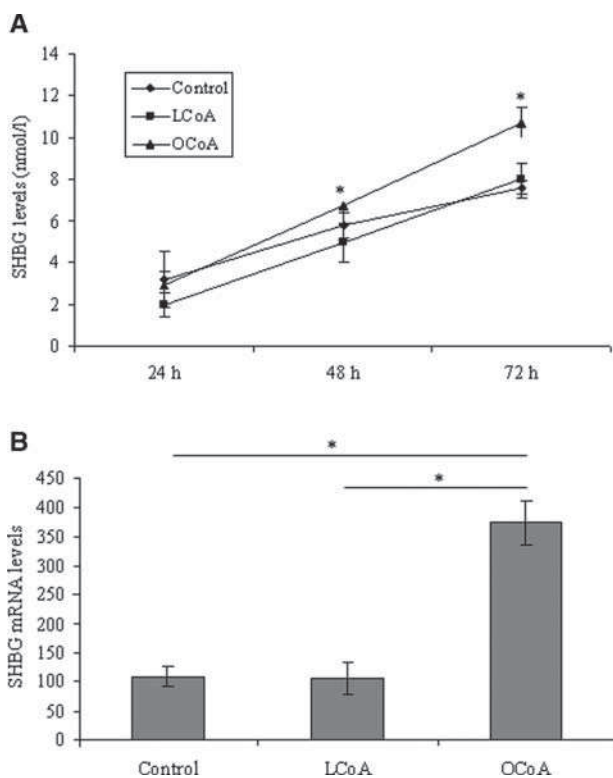 A
SHBG levels (nmol/l)
14
12
10
8
6
4
2
0
Control
LCoA
OCoA
*
*
24 h
48 h
72 h
B
SHBG mRNA levels
450
400
350
300
250
200
150
100
50
0
*
*
Control
LCoA
OCoA